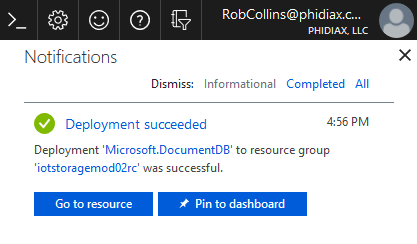 RobCollins@phidiax.c...
PHIDIAX, LLC
Notifications
Dismiss: Informational Completed All
Deployment succeeded 4:56 PM
Deployment 'Microsoft.DocumentDB' to resource group
'iotstoragemod02rc' was successful.
Go to resource Pin to dashboard